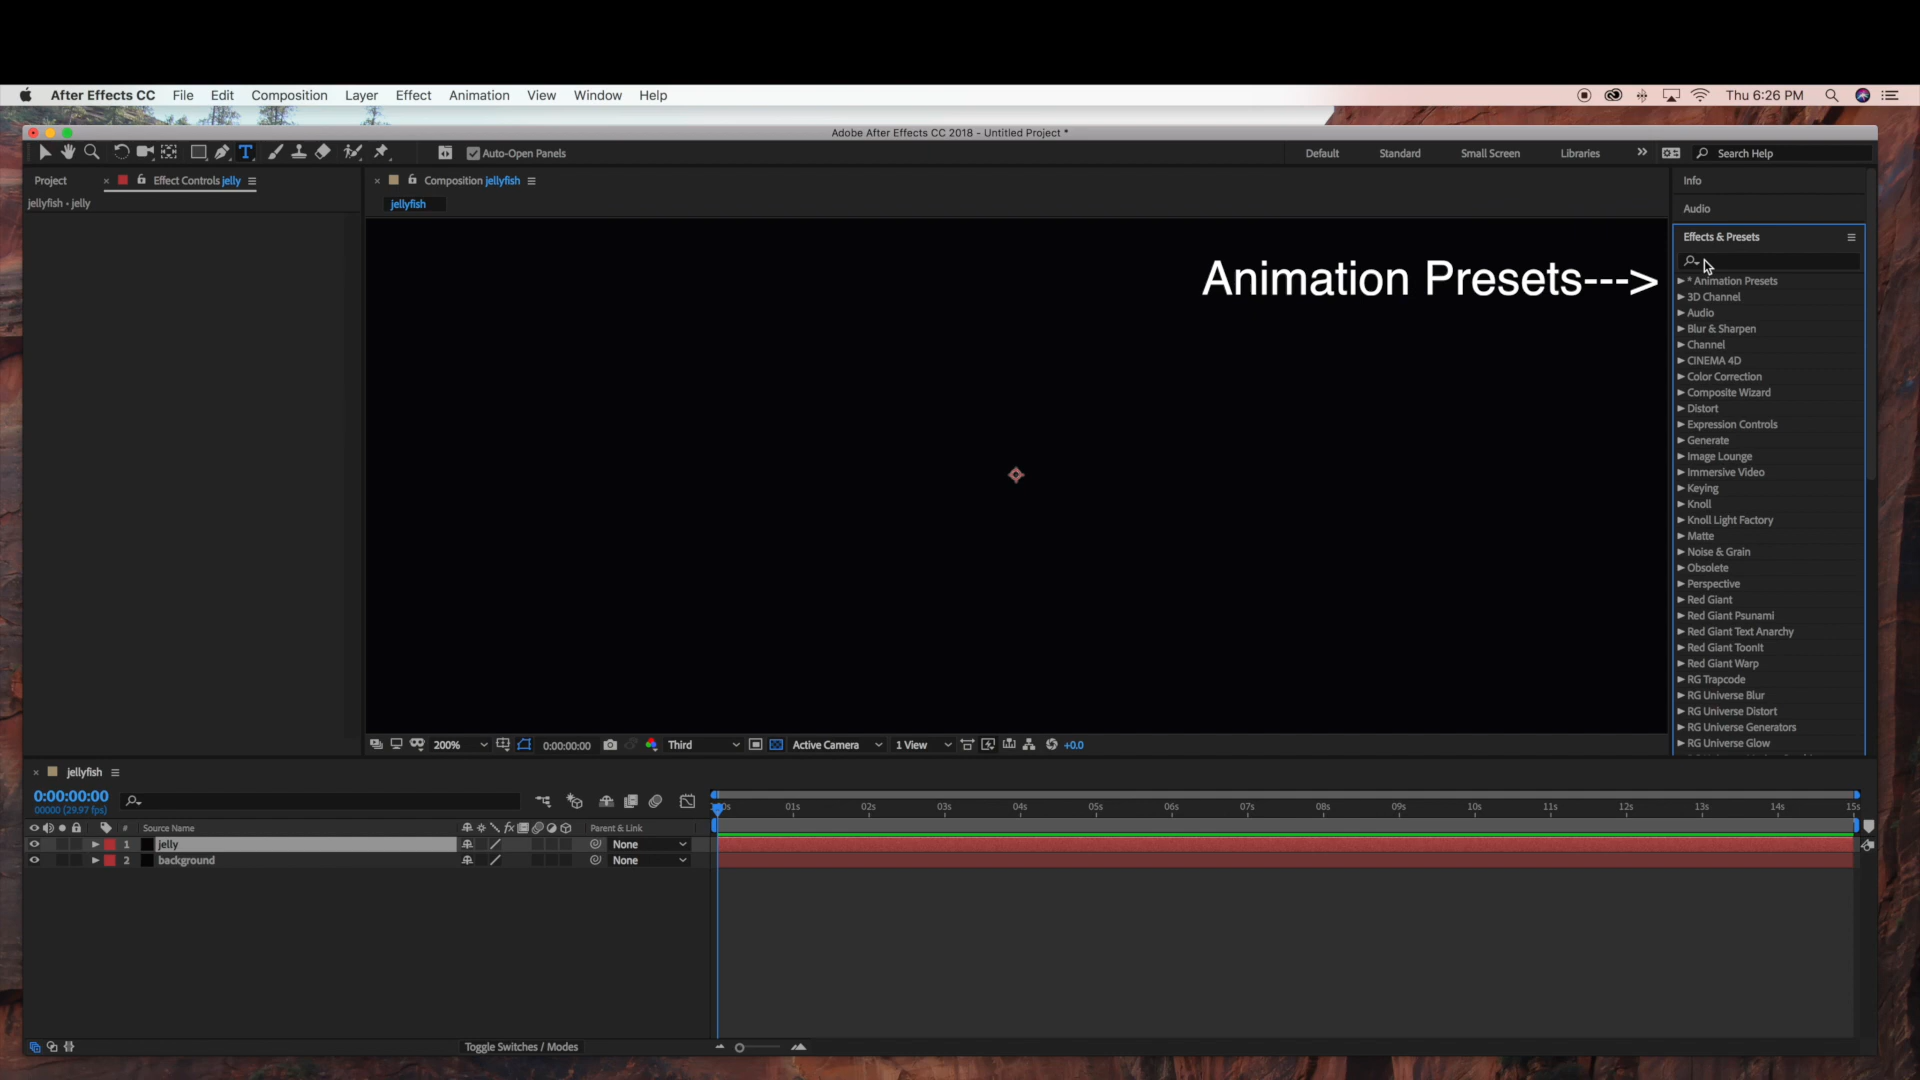 After Effects CC File Edit Composition Layer Effect Animation View Window Help Thu 6:26 PM
Adobe After Effects CC 2018 - Untitled Project *
Auto-Open Panels Default Standard Small Screen Libraries Search Help
Project Effect Controls jelly Composition jellyfish Info
jellyfish • jelly jellyfish Audio
Effects & Presets
Animation Presets--->
* Animation Presets
3D Channel
Audio
Blur & Sharpen
Channel
CINEMA 4D
Color Correction
Composite Wizard
Distort
Expression Controls
Generate
Image Lounge
Immersive Video
Keying
Knoll
Knoll Light Factory
Matte
Noise & Grain
Obsolete
Perspective
Red Giant
Red Giant Psunami
Red Giant Text Anarchy
Red Giant ToonIt
Red Giant Warp
RG Trapcode
RG Universe Blur
RG Universe Distort
RG Universe Generators
RG Universe Glow
200% 0:00:00:00 Third Active Camera 1 View +0.0
jellyfish
0:00:00:00
00000 (29.97 fps)
01s 02s 03s 04s 05s 06s 07s 08s 09s 10s 11s 12s 13s 14s 15s
# Source Name fx Parent & Link
1 jelly None
2 background None
Toggle Switches / Modes